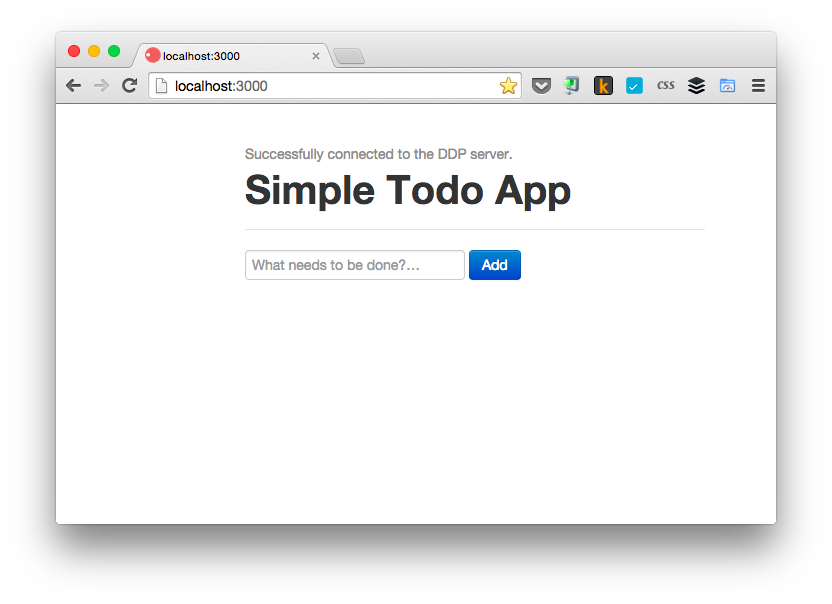 localhost:3000
localhost:3000
k
CSS
Successfully connected to the DDP server.
Simple Todo App
What needs to be done?...
Add